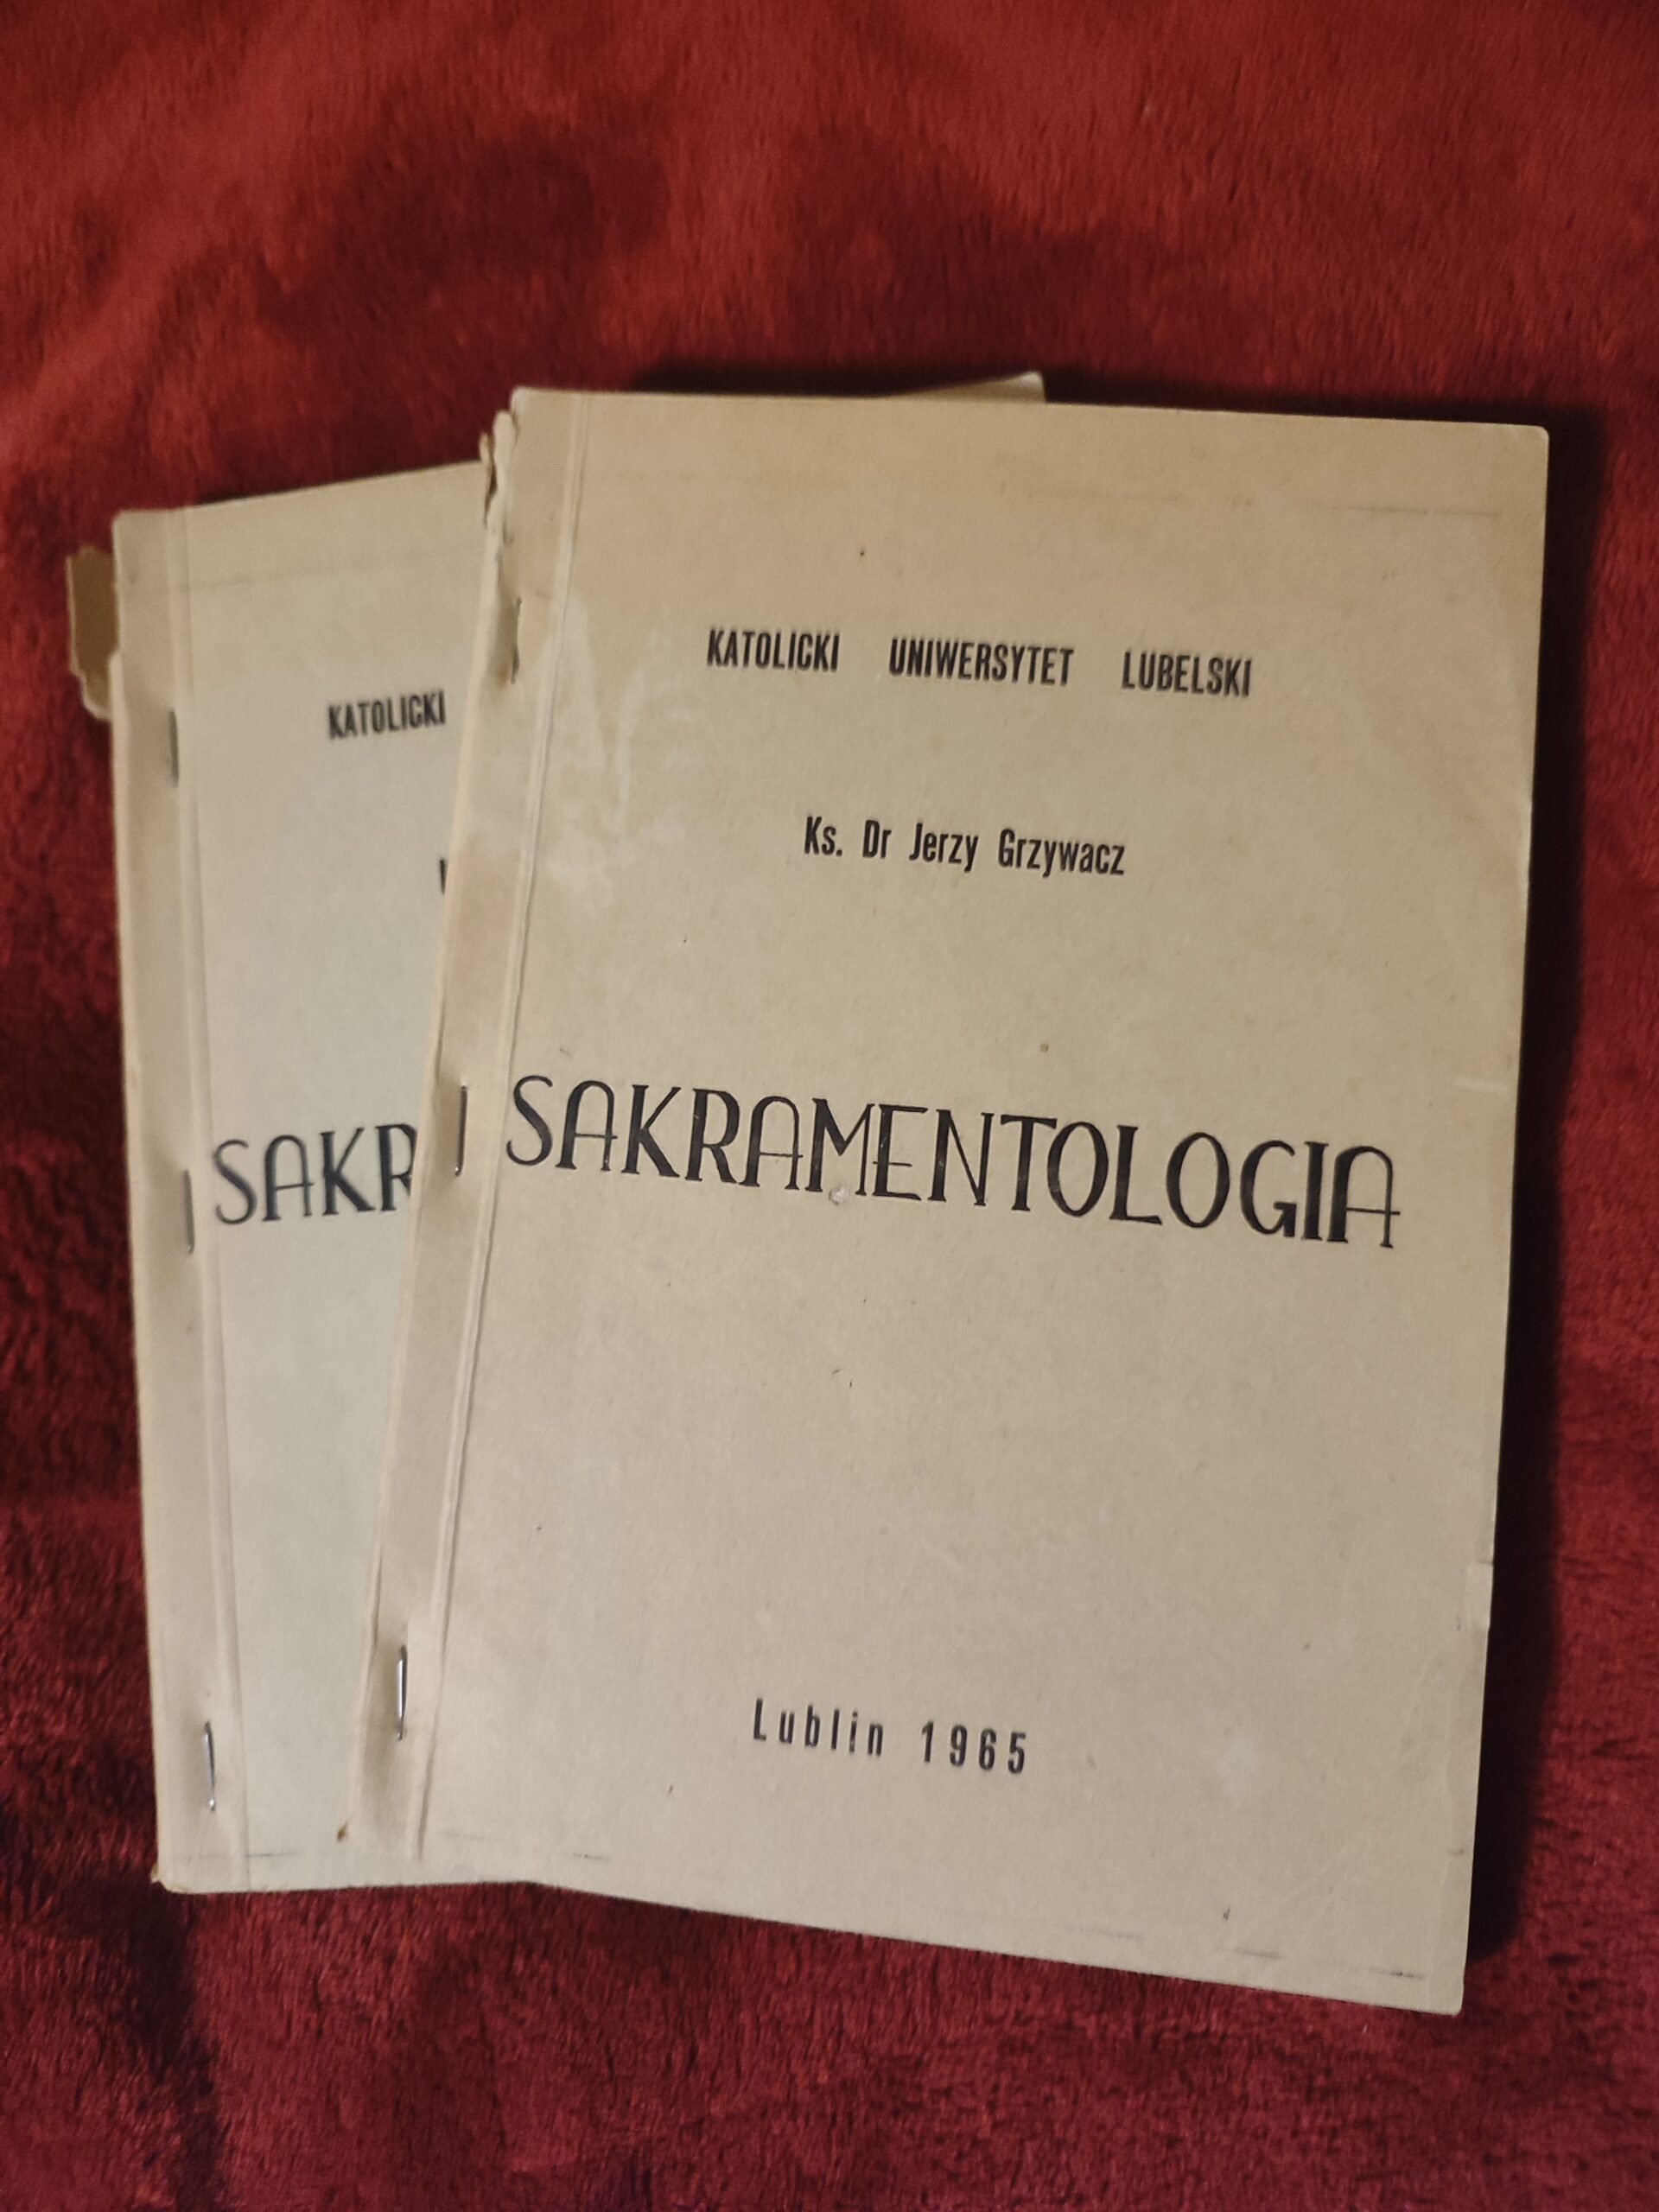 KATOLICKI UNIWERSYTET LUBELSKI
Ks. Dr Jerzy Grzywacz
SAKRAMENTOLOGIA
Lublin 1965
KATOLICKI
SAKR